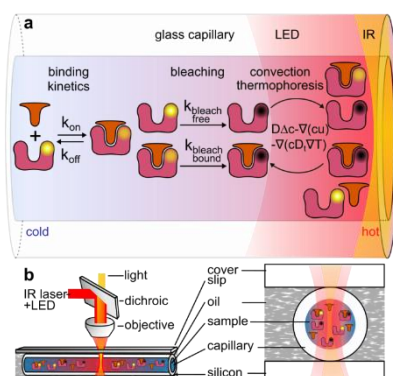 a
glass capillary LED IR
binding kinetics
bleaching
convection thermophoresis
+
k_on
k_off
k_bleach free
k_bleach bound
DΔc-∇(cu)
-∇(cD_t∇T)
cold
hot
b
light
IR laser
+LED
dichroic
objective
cover slip
oil
sample
capillary
silicon